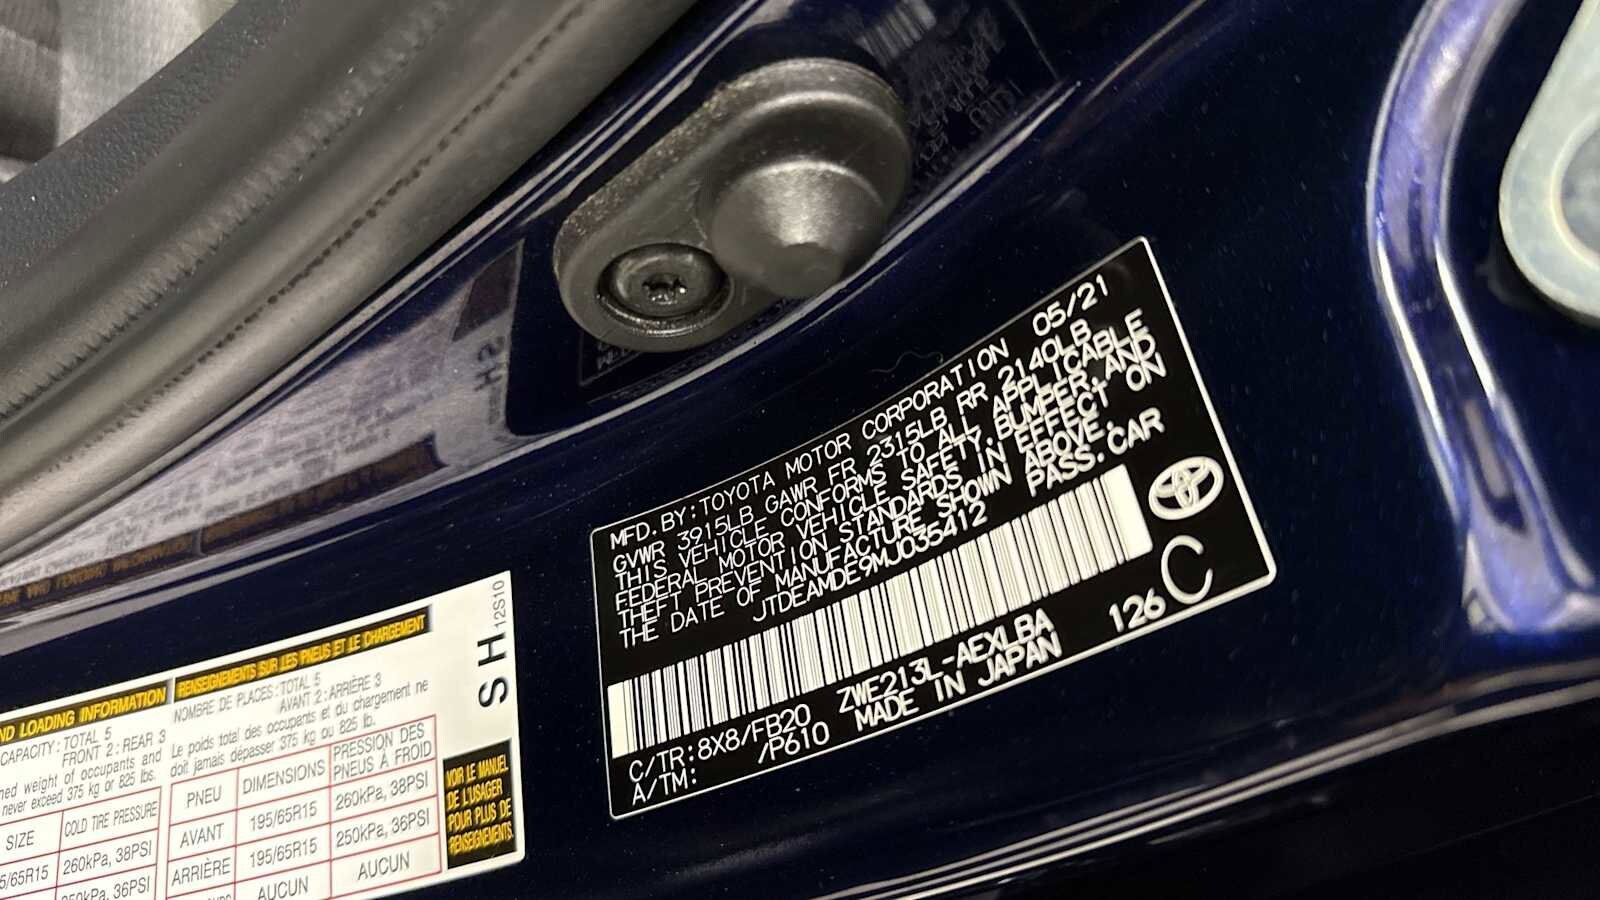 MFD. BY: TOYOTA MOTOR CORPORATION 05/21
GVWR 3915LB GAWR FR 2315LB RR 2140LB
THIS VEHICLE CONFORMS TO ALL APPLICABLE
FEDERAL MOTOR VEHICLE SAFETY, BUMPER, AND
THEFT PREVENTION STANDARDS IN EFFECT ON
THE DATE OF MANUFACTURE SHOWN ABOVE.
JTDEAMDE9MJ035412 PASS. CAR
C/TR: 8X8/FB20 ZWE213L-AEXLBA 126 C
A/TM: /P610 MADE IN JAPAN
LOADING INFORMATION
CAPACITY: TOTAL 5
FRONT 2: REAR 3
weight of occupants and
never exceed 375 kg or 825 lbs.
SIZE COLD TIRE PRESSURE
260kPa, 38PSI
36PSI
RENSEIGNEMENTS SUR LES PNEUS ET LE CHARGEMENT
NOMBRE DE PLACES: TOTAL 5
AVANT 2: ARRIÈRE 3
Le poids total des occupants et du chargement ne
doit jamais dépasser 375 kg ou 825 lb.
PNEU DIMENSIONS PRESSION DES PNEUS À FROID
AVANT 195/65R15 260kPa, 38PSI
ARRIÈRE 195/65R15 250kPa, 36PSI
AUCUN AUCUN
SH
12S10
VOIR LE MANUEL
DE L'USAGER
POUR PLUS DE
RENSEIGNEMENTS.